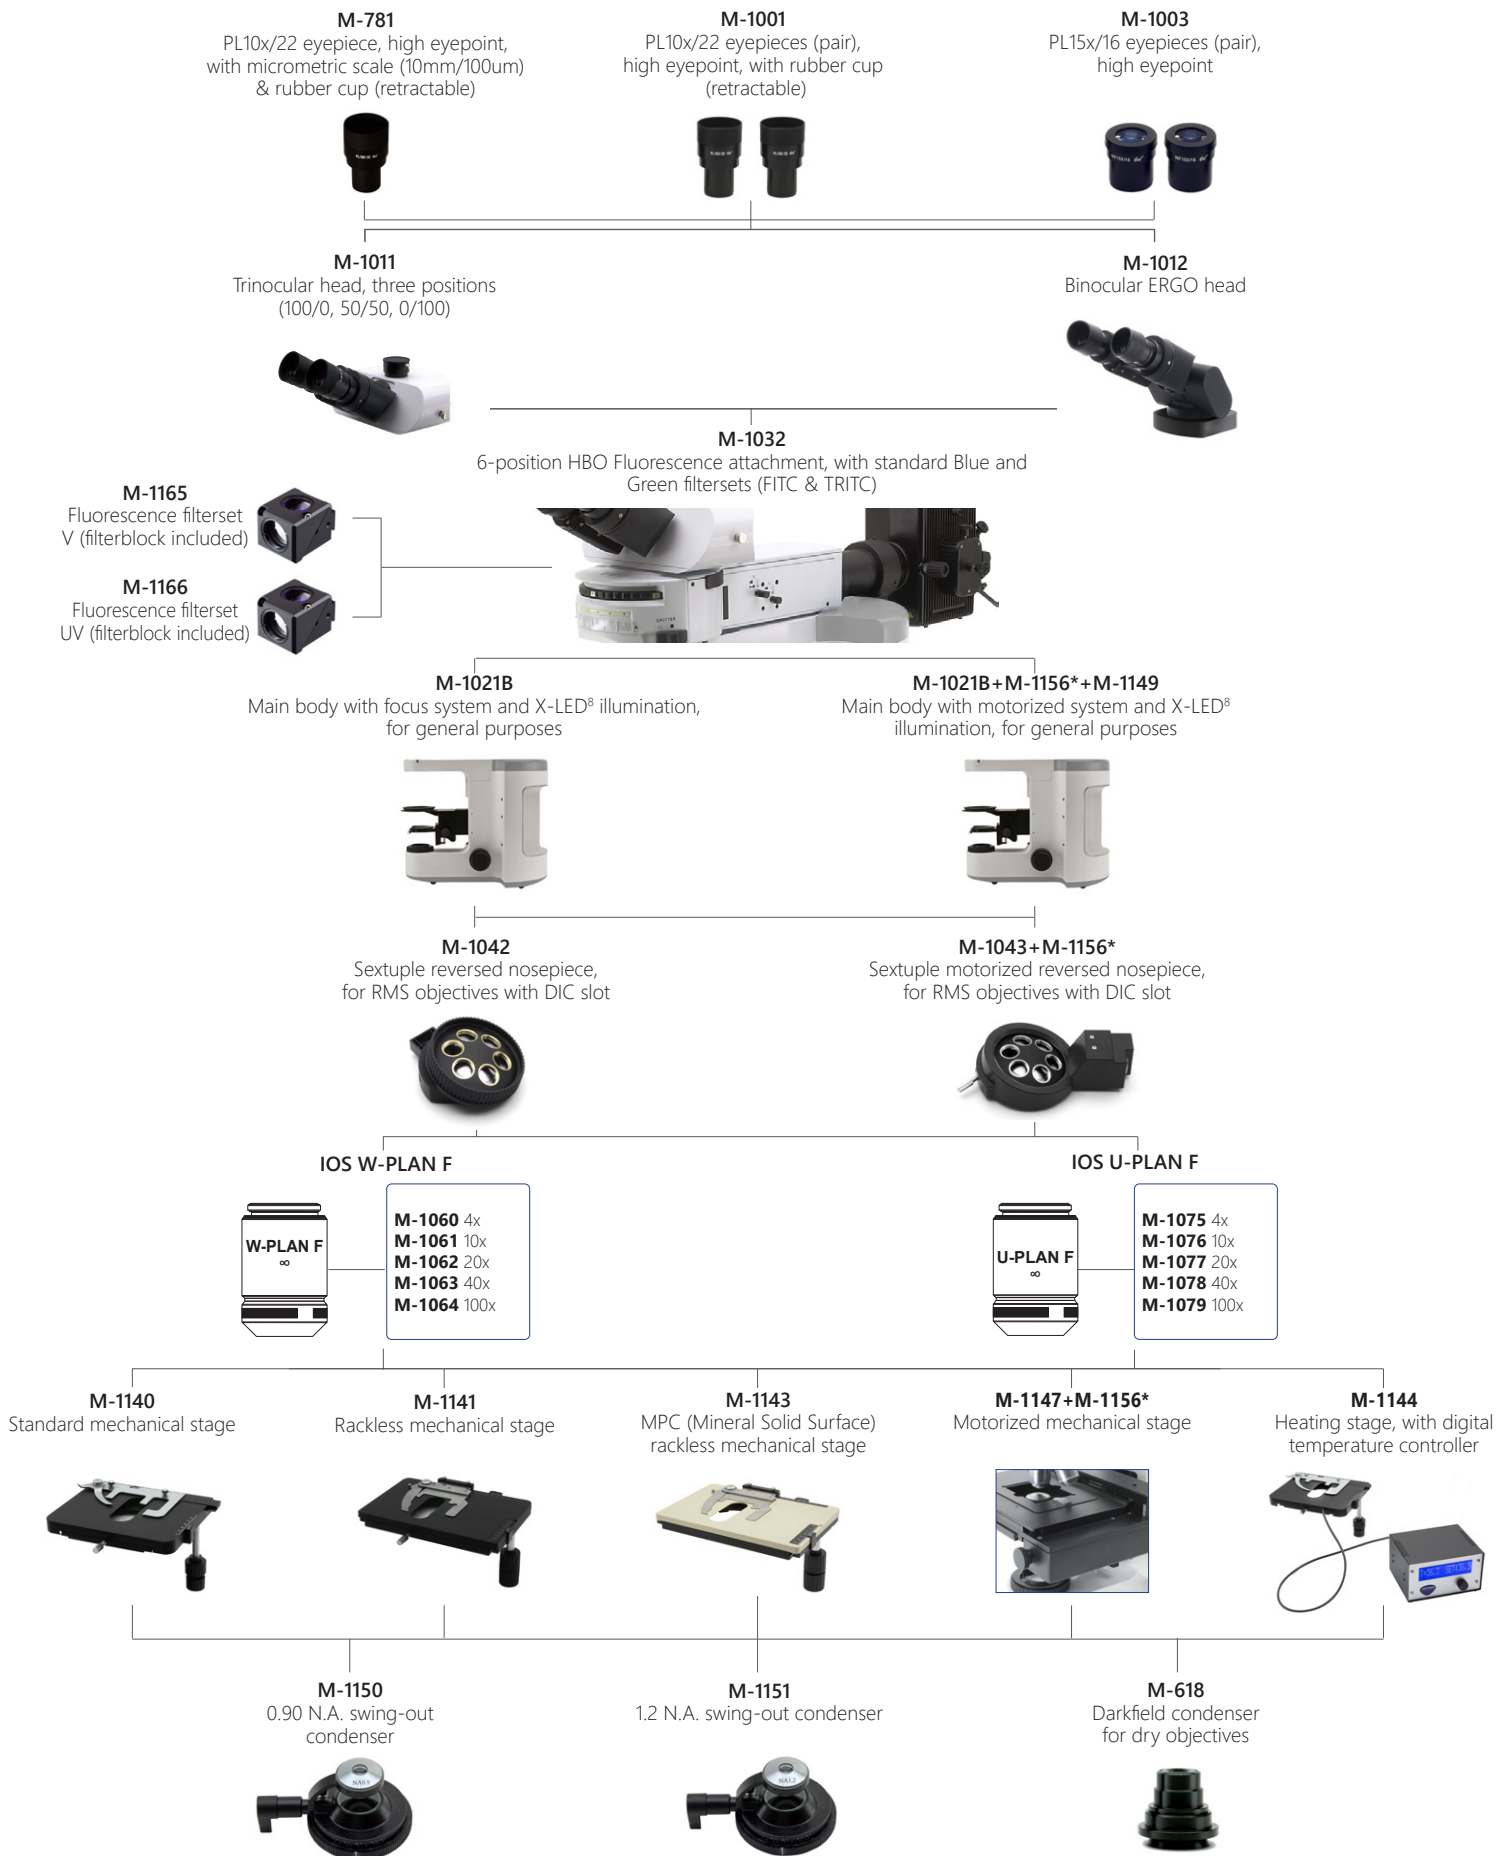 M-781
PL10x/22 eyepiece, high eyepoint,
with micrometric scale (10mm/100um)
& rubber cup (retractable)
M-1001
PL10x/22 eyepieces (pair),
high eyepoint, with rubber cup
(retractable)
M-1003
PL15x/16 eyepieces (pair),
high eyepoint
M-1011
Trinocular head, three positions
(100/0, 50/50, 0/100)
M-1012
Binocular ERGO head
M-1032
6-position HBO Fluorescence attachment, with standard Blue and
Green filtersets (FITC & TRITC)
M-1165
Fluorescence filterset
V (filterblock included)
M-1166
Fluorescence filterset
UV (filterblock included)
SHUTTER
M-1021B
Main body with focus system and X-LED⁸ illumination,
for general purposes
M-1021B+M-1156*+M-1149
Main body with motorized system and X-LED⁸
illumination, for general purposes
M-1042
Sextuple reversed nosepiece,
for RMS objectives with DIC slot
M-1043+M-1156*
Sextuple motorized reversed nosepiece,
for RMS objectives with DIC slot
IOS W-PLAN F
W-PLAN F
∞
M-1060 4x
M-1061 10x
M-1062 20x
M-1063 40x
M-1064 100x
IOS U-PLAN F
U-PLAN F
∞
M-1075 4x
M-1076 10x
M-1077 20x
M-1078 40x
M-1079 100x
M-1140
Standard mechanical stage
M-1141
Rackless mechanical stage
M-1143
MPC (Mineral Solid Surface)
rackless mechanical stage
M-1147+M-1156*
Motorized mechanical stage
M-1144
Heating stage, with digital
temperature controller
M-1150
0.90 N.A. swing-out
condenser
NA0.9
M-1151
1.2 N.A. swing-out condenser
NA1.2
M-618
Darkfield condenser
for dry objectives